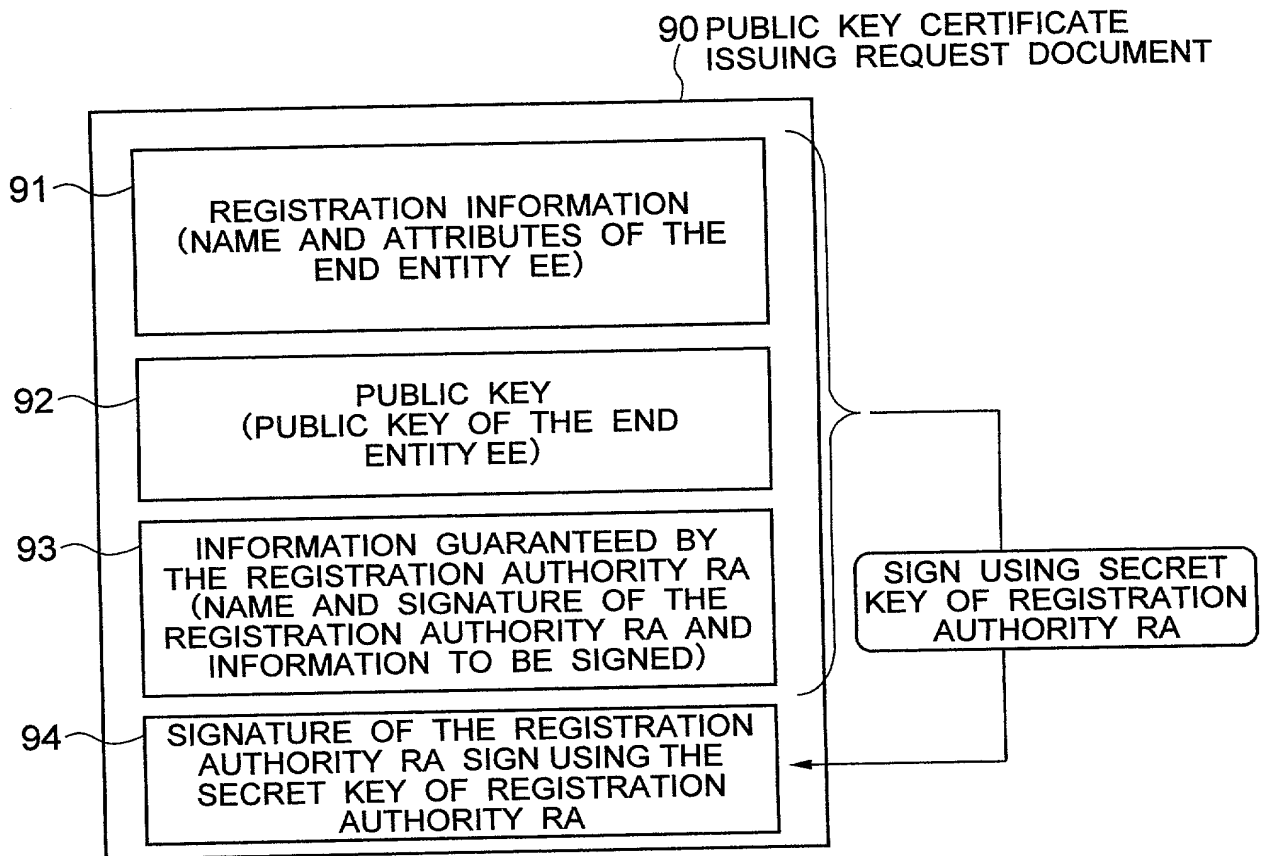 90 PUBLIC KEY CERTIFICATE
ISSUING REQUEST DOCUMENT
91
REGISTRATION INFORMATION
(NAME AND ATTRIBUTES OF THE
END ENTITY EE)
92
PUBLIC KEY
(PUBLIC KEY OF THE END
ENTITY EE)
93
INFORMATION GUARANTEED BY
THE REGISTRATION AUTHORITY RA
(NAME AND SIGNATURE OF THE
REGISTRATION AUTHORITY RA AND
INFORMATION TO BE SIGNED)
SIGN USING SECRET
KEY OF REGISTRATION
AUTHORITY RA
94
SIGNATURE OF THE REGISTRATION
AUTHORITY RA SIGN USING THE
SECRET KEY OF REGISTRATION
AUTHORITY RA